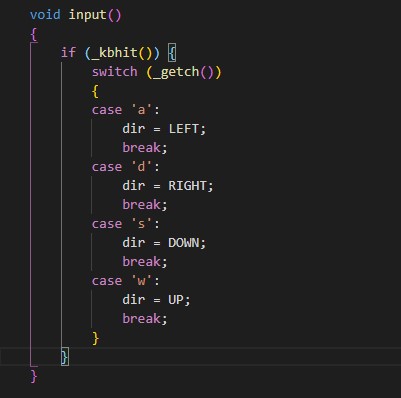 void input()
{
    if (_kbhit()) {
        switch (_getch())
        {
        case 'a':
            dir = LEFT;
            break;
        case 'd':
            dir = RIGHT;
            break;
        case 's':
            dir = DOWN;
            break;
        case 'w':
            dir = UP;
            break;
        }
    }
}